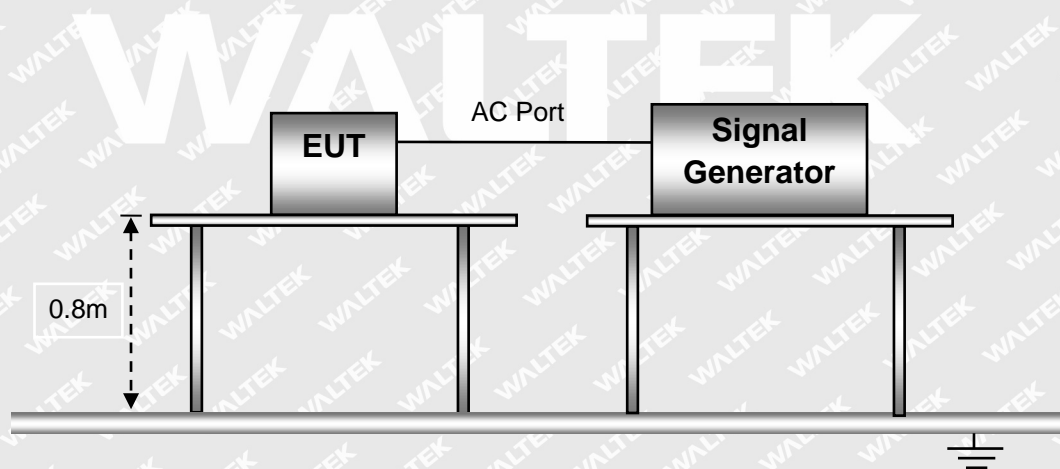 WALTEK
AC Port
EUT
Signal
Generator
0.8m